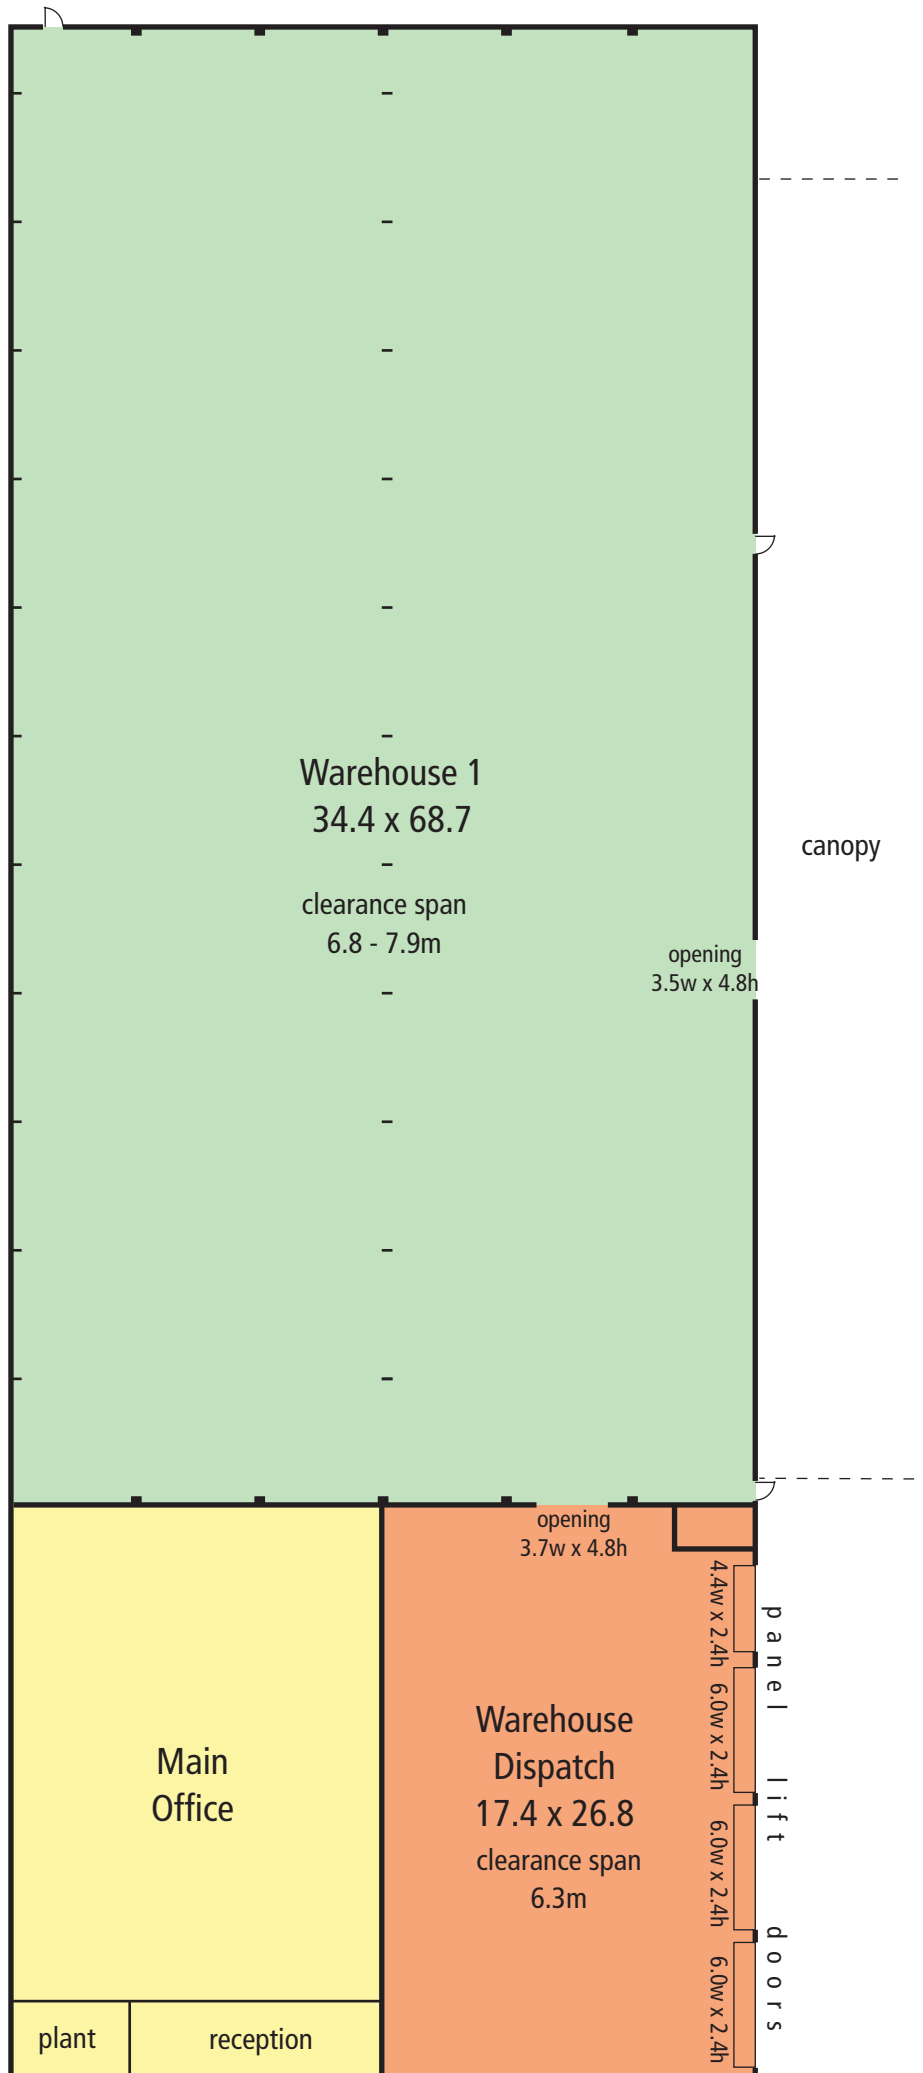 Warehouse 1
34.4 x 68.7
canopy
clearance span
6.8 - 7.9m
opening
3.5w x 4.8h
opening
3.7w x 4.8h
4.4w x 2.4h
6.0w x 2.4h
6.0w x 2.4h
6.0w x 2.4h
panel lift doors
Warehouse
Dispatch
17.4 x 26.8
clearance span
6.3m
Main
Office
plant
reception